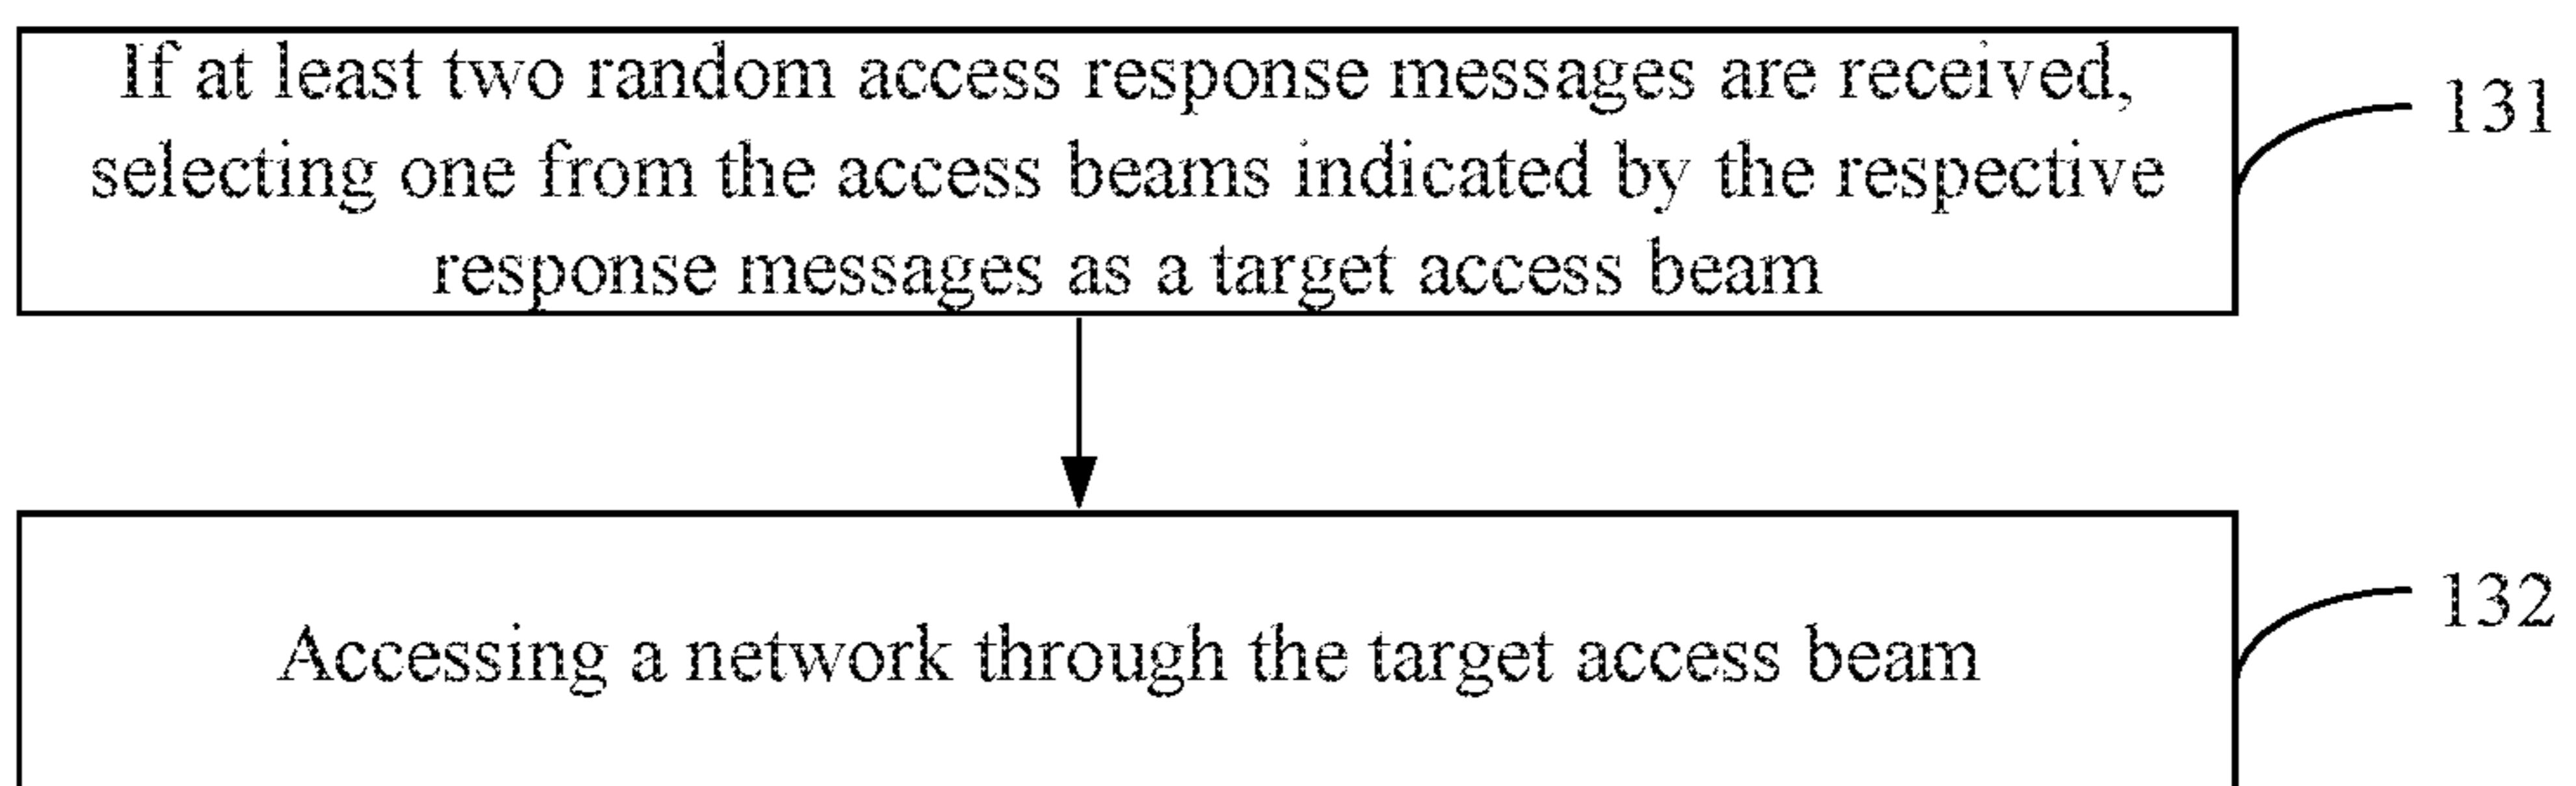 If at least two random access response messages are received,
selecting one from the access beams indicated by the respective
response messages as a target access beam
131
Accessing a network through the target access beam
132